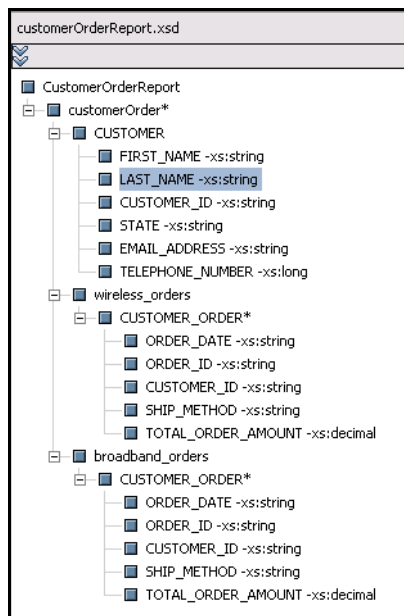 customerOrderReport.xsd
CustomerOrderReport
customerOrder*
CUSTOMER
FIRST_NAME -xs:string
LAST_NAME -xs:string
CUSTOMER_ID -xs:string
STATE -xs:string
EMAIL_ADDRESS -xs:string
TELEPHONE_NUMBER -xs:long
wireless_orders
CUSTOMER_ORDER*
ORDER_DATE -xs:string
ORDER_ID -xs:string
CUSTOMER_ID -xs:string
SHIP_METHOD -xs:string
TOTAL_ORDER_AMOUNT -xs:decimal
broadband_orders
CUSTOMER_ORDER*
ORDER_DATE -xs:string
ORDER_ID -xs:string
CUSTOMER_ID -xs:string
SHIP_METHOD -xs:string
TOTAL_ORDER_AMOUNT -xs:decimal